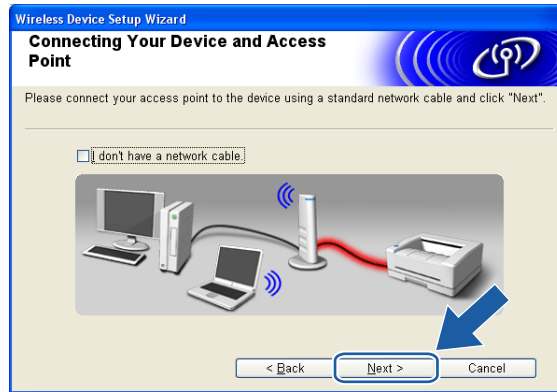 Wireless Device Setup Wizard
Connecting Your Device and Access
Point
Please connect your access point to the device using a standard network cable and click "Next".
I don't have a network cable.
< Back Next > Cancel